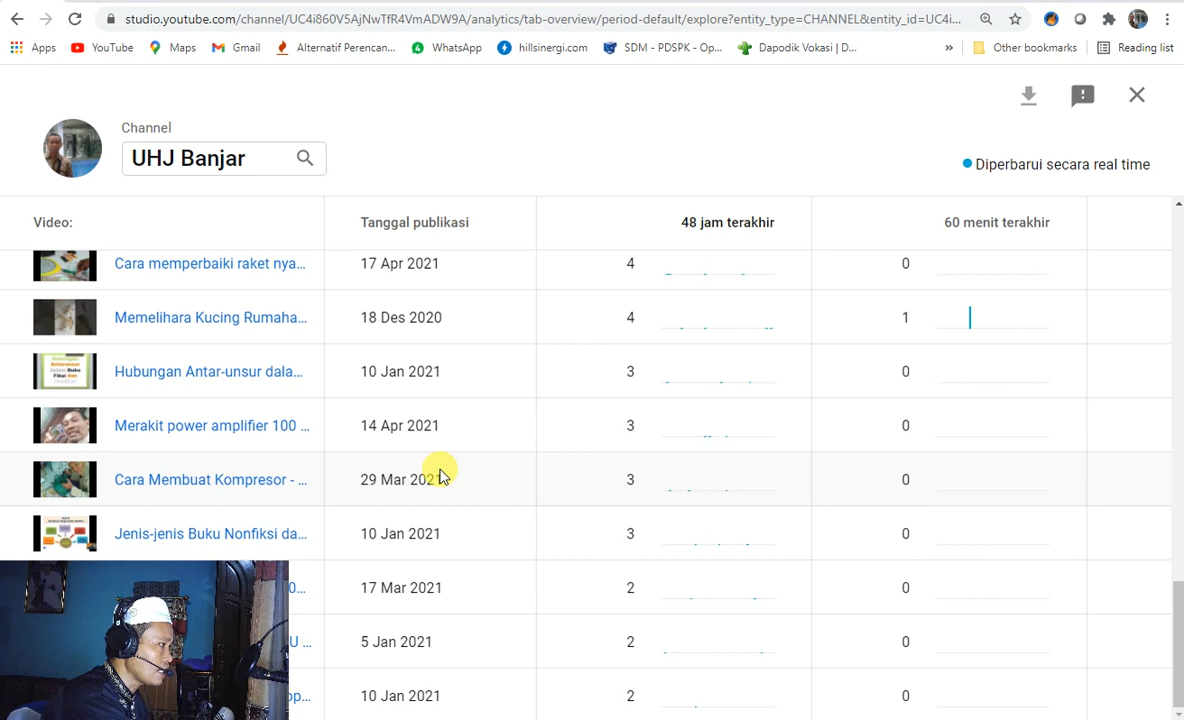 studio.youtube.com/channel/UC4i860V5AjNwTfR4VmADW9A/analytics/tab-overview/period-default/explore?entity_type=CHANNEL&entity_id=UC4i...
Apps YouTube Maps Gmail Alternatif Perencan... WhatsApp hillsinergi.com SDM - PDSPK - Op... Dapodik Vokasi | D... » Other bookmarks Reading list
Channel
UHJ Banjar
Diperbarui secara real time
Video: Tanggal publikasi 48 jam terakhir 60 menit terakhir
Cara memperbaiki raket nya... 17 Apr 2021 4 0
Memelihara Kucing Rumaha... 18 Des 2020 4 1
Hubungan Antar-unsur dala... 10 Jan 2021 3 0
Merakit power amplifier 100 ... 14 Apr 2021 3 0
Cara Membuat Kompresor - ... 29 Mar 2021 3 0
Jenis-jenis Buku Nonfiksi da... 10 Jan 2021 3 0
0... 17 Mar 2021 2 0
U ... 5 Jan 2021 2 0
op... 10 Jan 2021 2 0